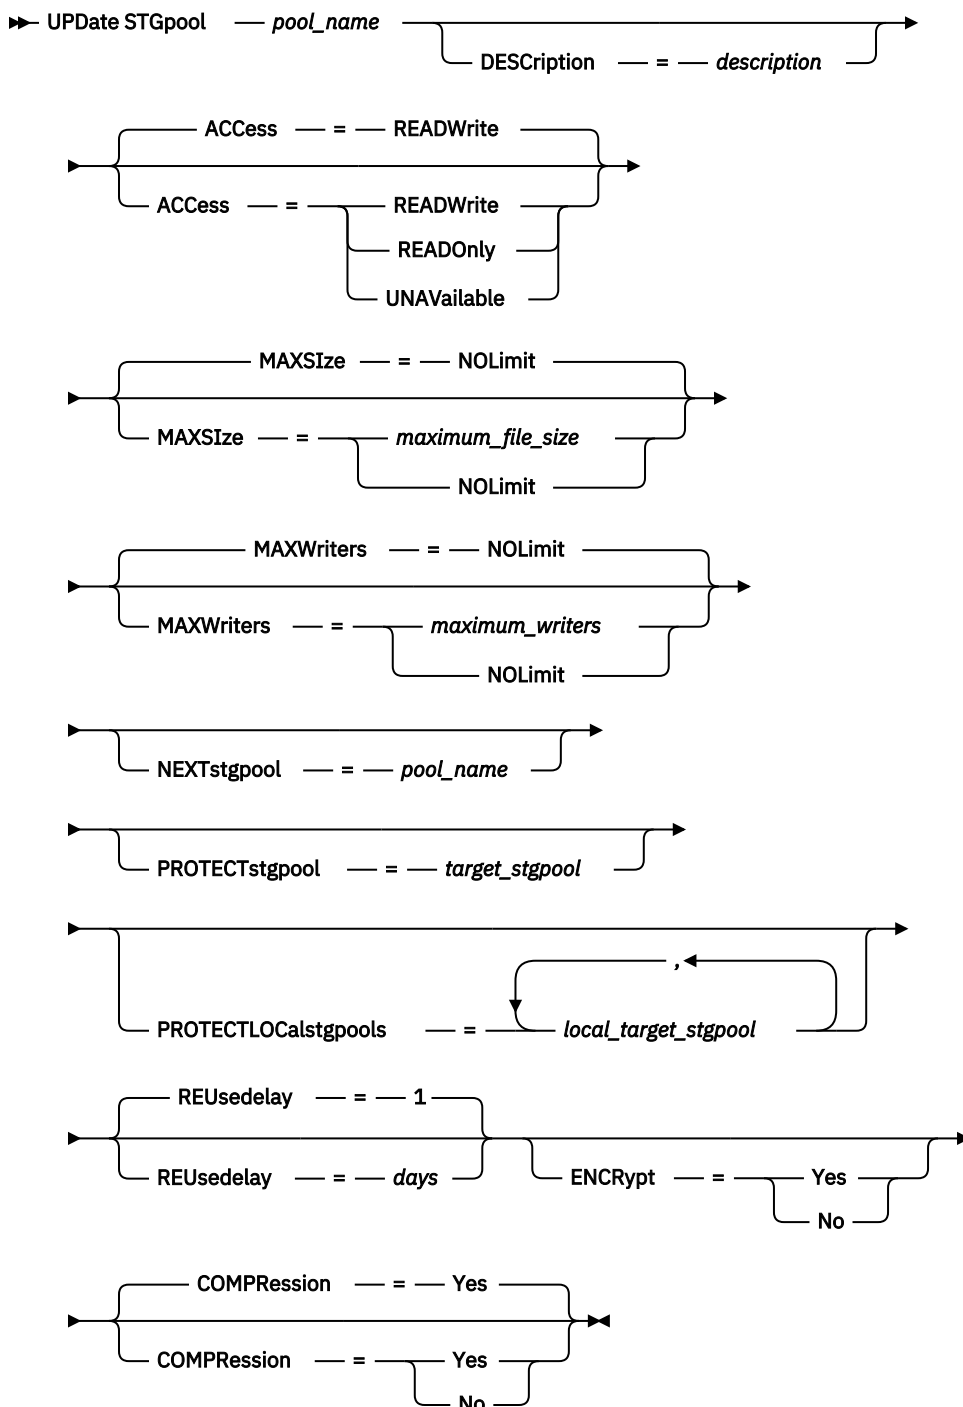 UPDate STGpool — pool_name
DESCription — = — description
ACCess — = — READWrite
ACCess — = — READWrite
READOnly
UNAVailable
MAXSIze — = — NOLimit
MAXSIze — = — maximum_file_size
NOLimit
MAXWriters — = — NOLimit
MAXWriters — = — maximum_writers
NOLimit
NEXTstgpool — = — pool_name
PROTECTstgpool — = — target_stgpool
,
PROTECTLOCalstgpools — = — local_target_stgpool
REUsedelay — = — 1
REUsedelay — = — days
ENCRypt — = — Yes
No
COMPRession — = — Yes
COMPRession — = — Yes
No